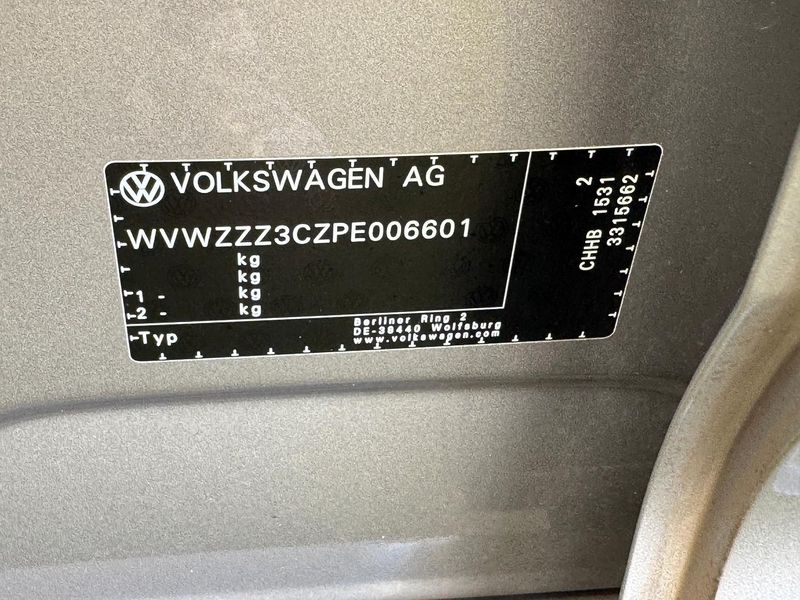 VOLKSWAGEN AG
WVWZZZ3CZPE006601
kg
kg
1 - kg
2 - kg
Typ
Berliner Ring 2
DE-38440 Wolfsburg
www.volkswagen.com
2
CHHB 1531
3315662